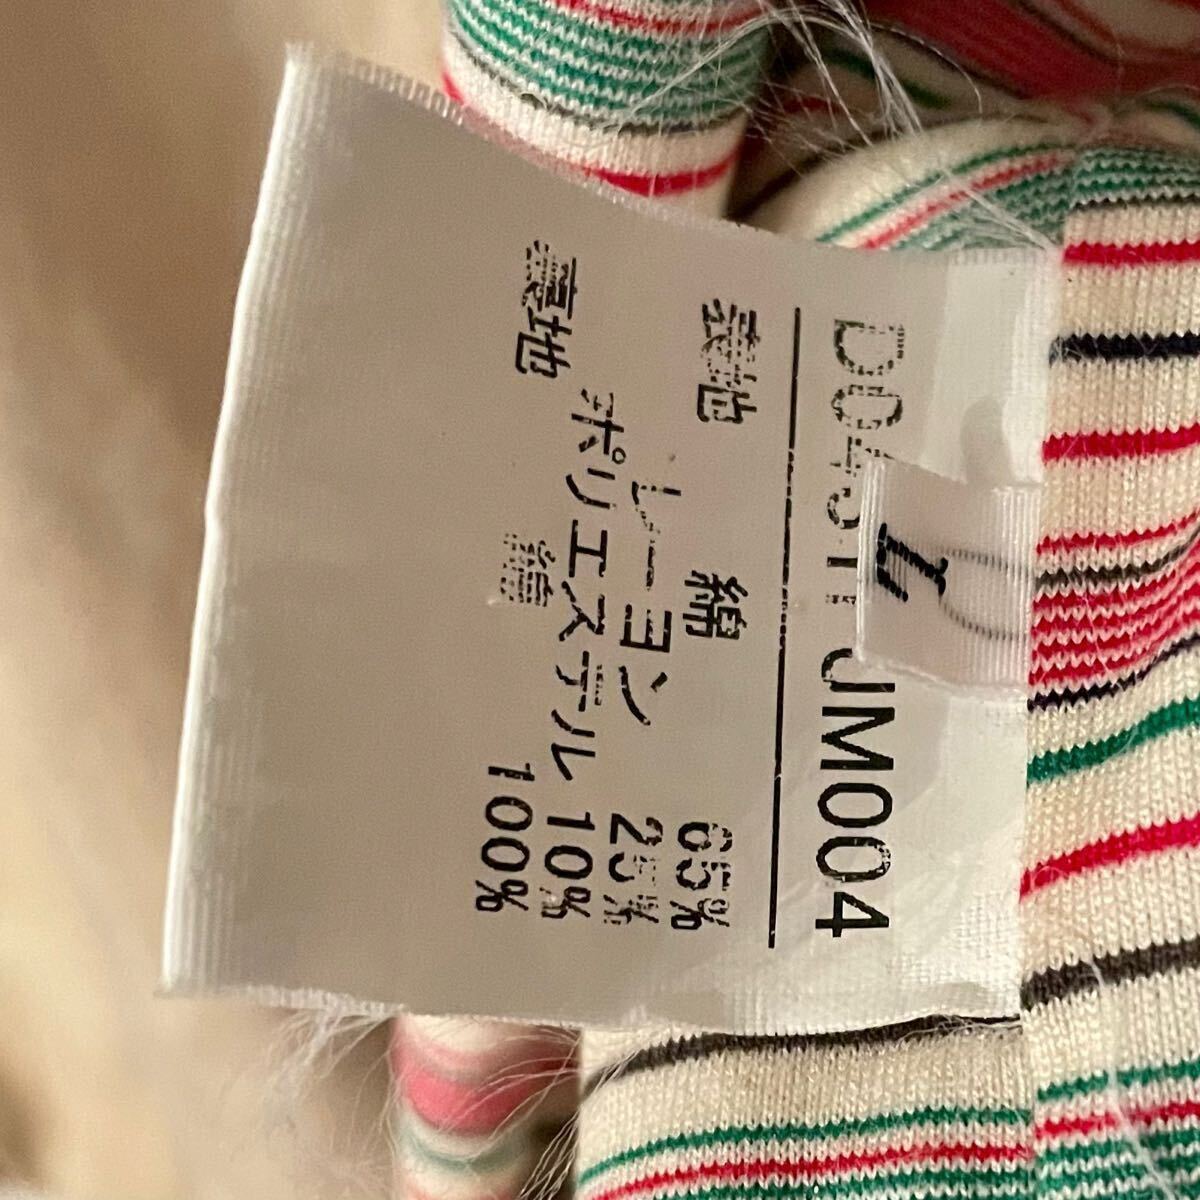 L
JM004
表地 綿 65%
レーヨン 25%
ポリエステル 10%
裏地 綿 100%